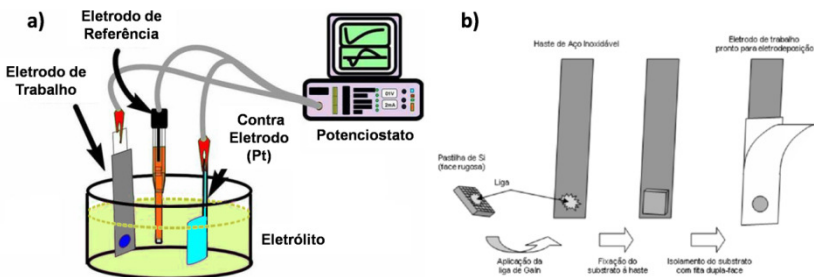 a)
Eletrodo de
Referência
Eletrodo de
Trabalho
Contra
Eletrodo
(Pt)
Potenciostato
Eletrólito
b)
Haste de Aço Inoxidável
Eletrodo de trabalho
pronto para eletrodeposição
Pastilha de Si
(face rugosa)
Liga
Aplicação da
liga de GaIn
Fixação do
substrato à haste
Isolamento do substrato
com fita dupla-face